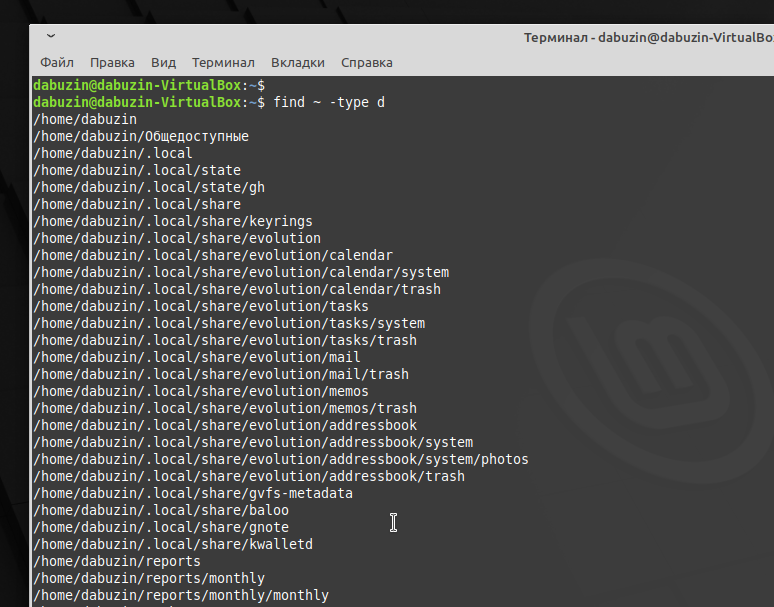 Терминал - dabuzin@dabuzin-VirtualBo
Файл Правка Вид Терминал Вкладки Справка
dabuzin@dabuzin-VirtualBox:~$
dabuzin@dabuzin-VirtualBox:~$ find ~ -type d
/home/dabuzin
/home/dabuzin/Общедоступные
/home/dabuzin/.local
/home/dabuzin/.local/state
/home/dabuzin/.local/state/gh
/home/dabuzin/.local/share
/home/dabuzin/.local/share/keyrings
/home/dabuzin/.local/share/evolution
/home/dabuzin/.local/share/evolution/calendar
/home/dabuzin/.local/share/evolution/calendar/system
/home/dabuzin/.local/share/evolution/calendar/trash
/home/dabuzin/.local/share/evolution/tasks
/home/dabuzin/.local/share/evolution/tasks/system
/home/dabuzin/.local/share/evolution/tasks/trash
/home/dabuzin/.local/share/evolution/mail
/home/dabuzin/.local/share/evolution/mail/trash
/home/dabuzin/.local/share/evolution/memos
/home/dabuzin/.local/share/evolution/memos/trash
/home/dabuzin/.local/share/evolution/addressbook
/home/dabuzin/.local/share/evolution/addressbook/system
/home/dabuzin/.local/share/evolution/addressbook/system/photos
/home/dabuzin/.local/share/evolution/addressbook/trash
/home/dabuzin/.local/share/gvfs-metadata
/home/dabuzin/.local/share/baloo
/home/dabuzin/.local/share/gnote
/home/dabuzin/.local/share/kwalletd
/home/dabuzin/reports
/home/dabuzin/reports/monthly
/home/dabuzin/reports/monthly/monthly